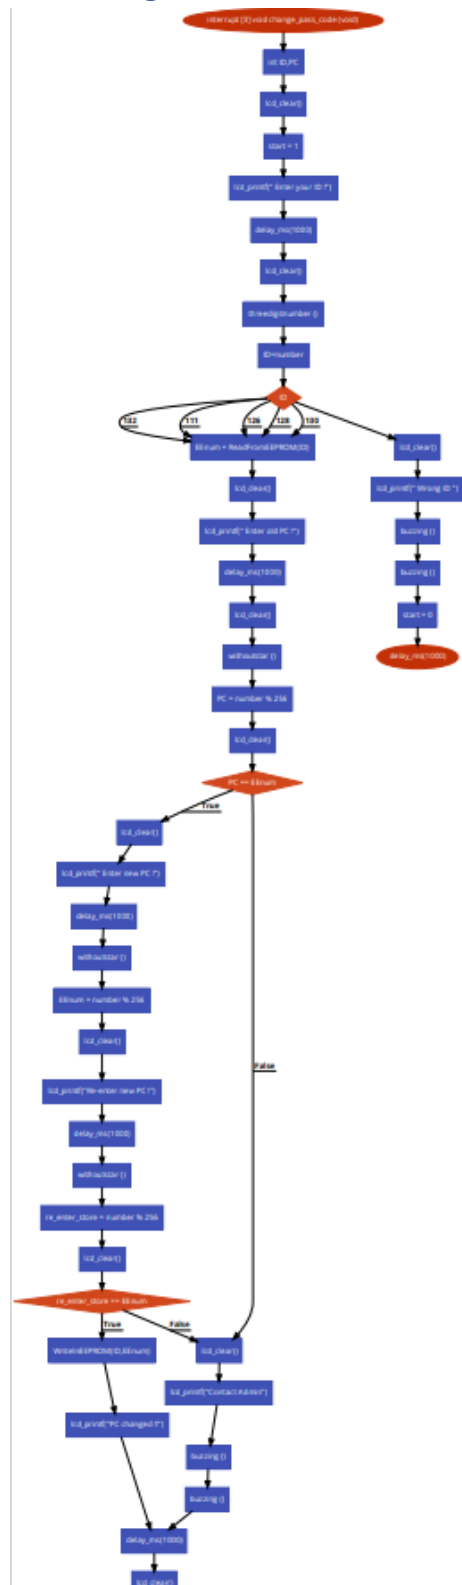 interrupt [3] void change_pass_code (void)
int ID,PC
lcd_clear()
start = 1
lcd_printf(" Enter your ID !")
delay_ms(1000)
lcd_clear()
threedigitnumber ()
ID=number
ID
132
111
126
128
130
EEnum = ReadFromEEPROM(ID)
lcd_clear()
lcd_clear()
lcd_printf(" Wrong ID ")
lcd_printf(" Enter old PC !")
buzzing ()
delay_ms(1000)
buzzing ()
lcd_clear()
start = 0
withoutstar ()
delay_ms(1000)
PC = number % 256
lcd_clear()
PC == EEnum
True
lcd_clear()
lcd_printf(" Enter new PC !")
delay_ms(1000)
withoutstar ()
EEnum = number % 256
lcd_clear()
False
lcd_printf("Re-enter new PC!")
delay_ms(1000)
withoutstar ()
re_enter_store = number % 256
lcd_clear()
re_enter_store == EEnum
True
False
WriteInEEPROM(ID,EEnum)
lcd_clear()
lcd_printf("Contact Admin")
lcd_printf("PC changed !!")
buzzing ()
buzzing ()
delay_ms(1000)
lcd_clear()